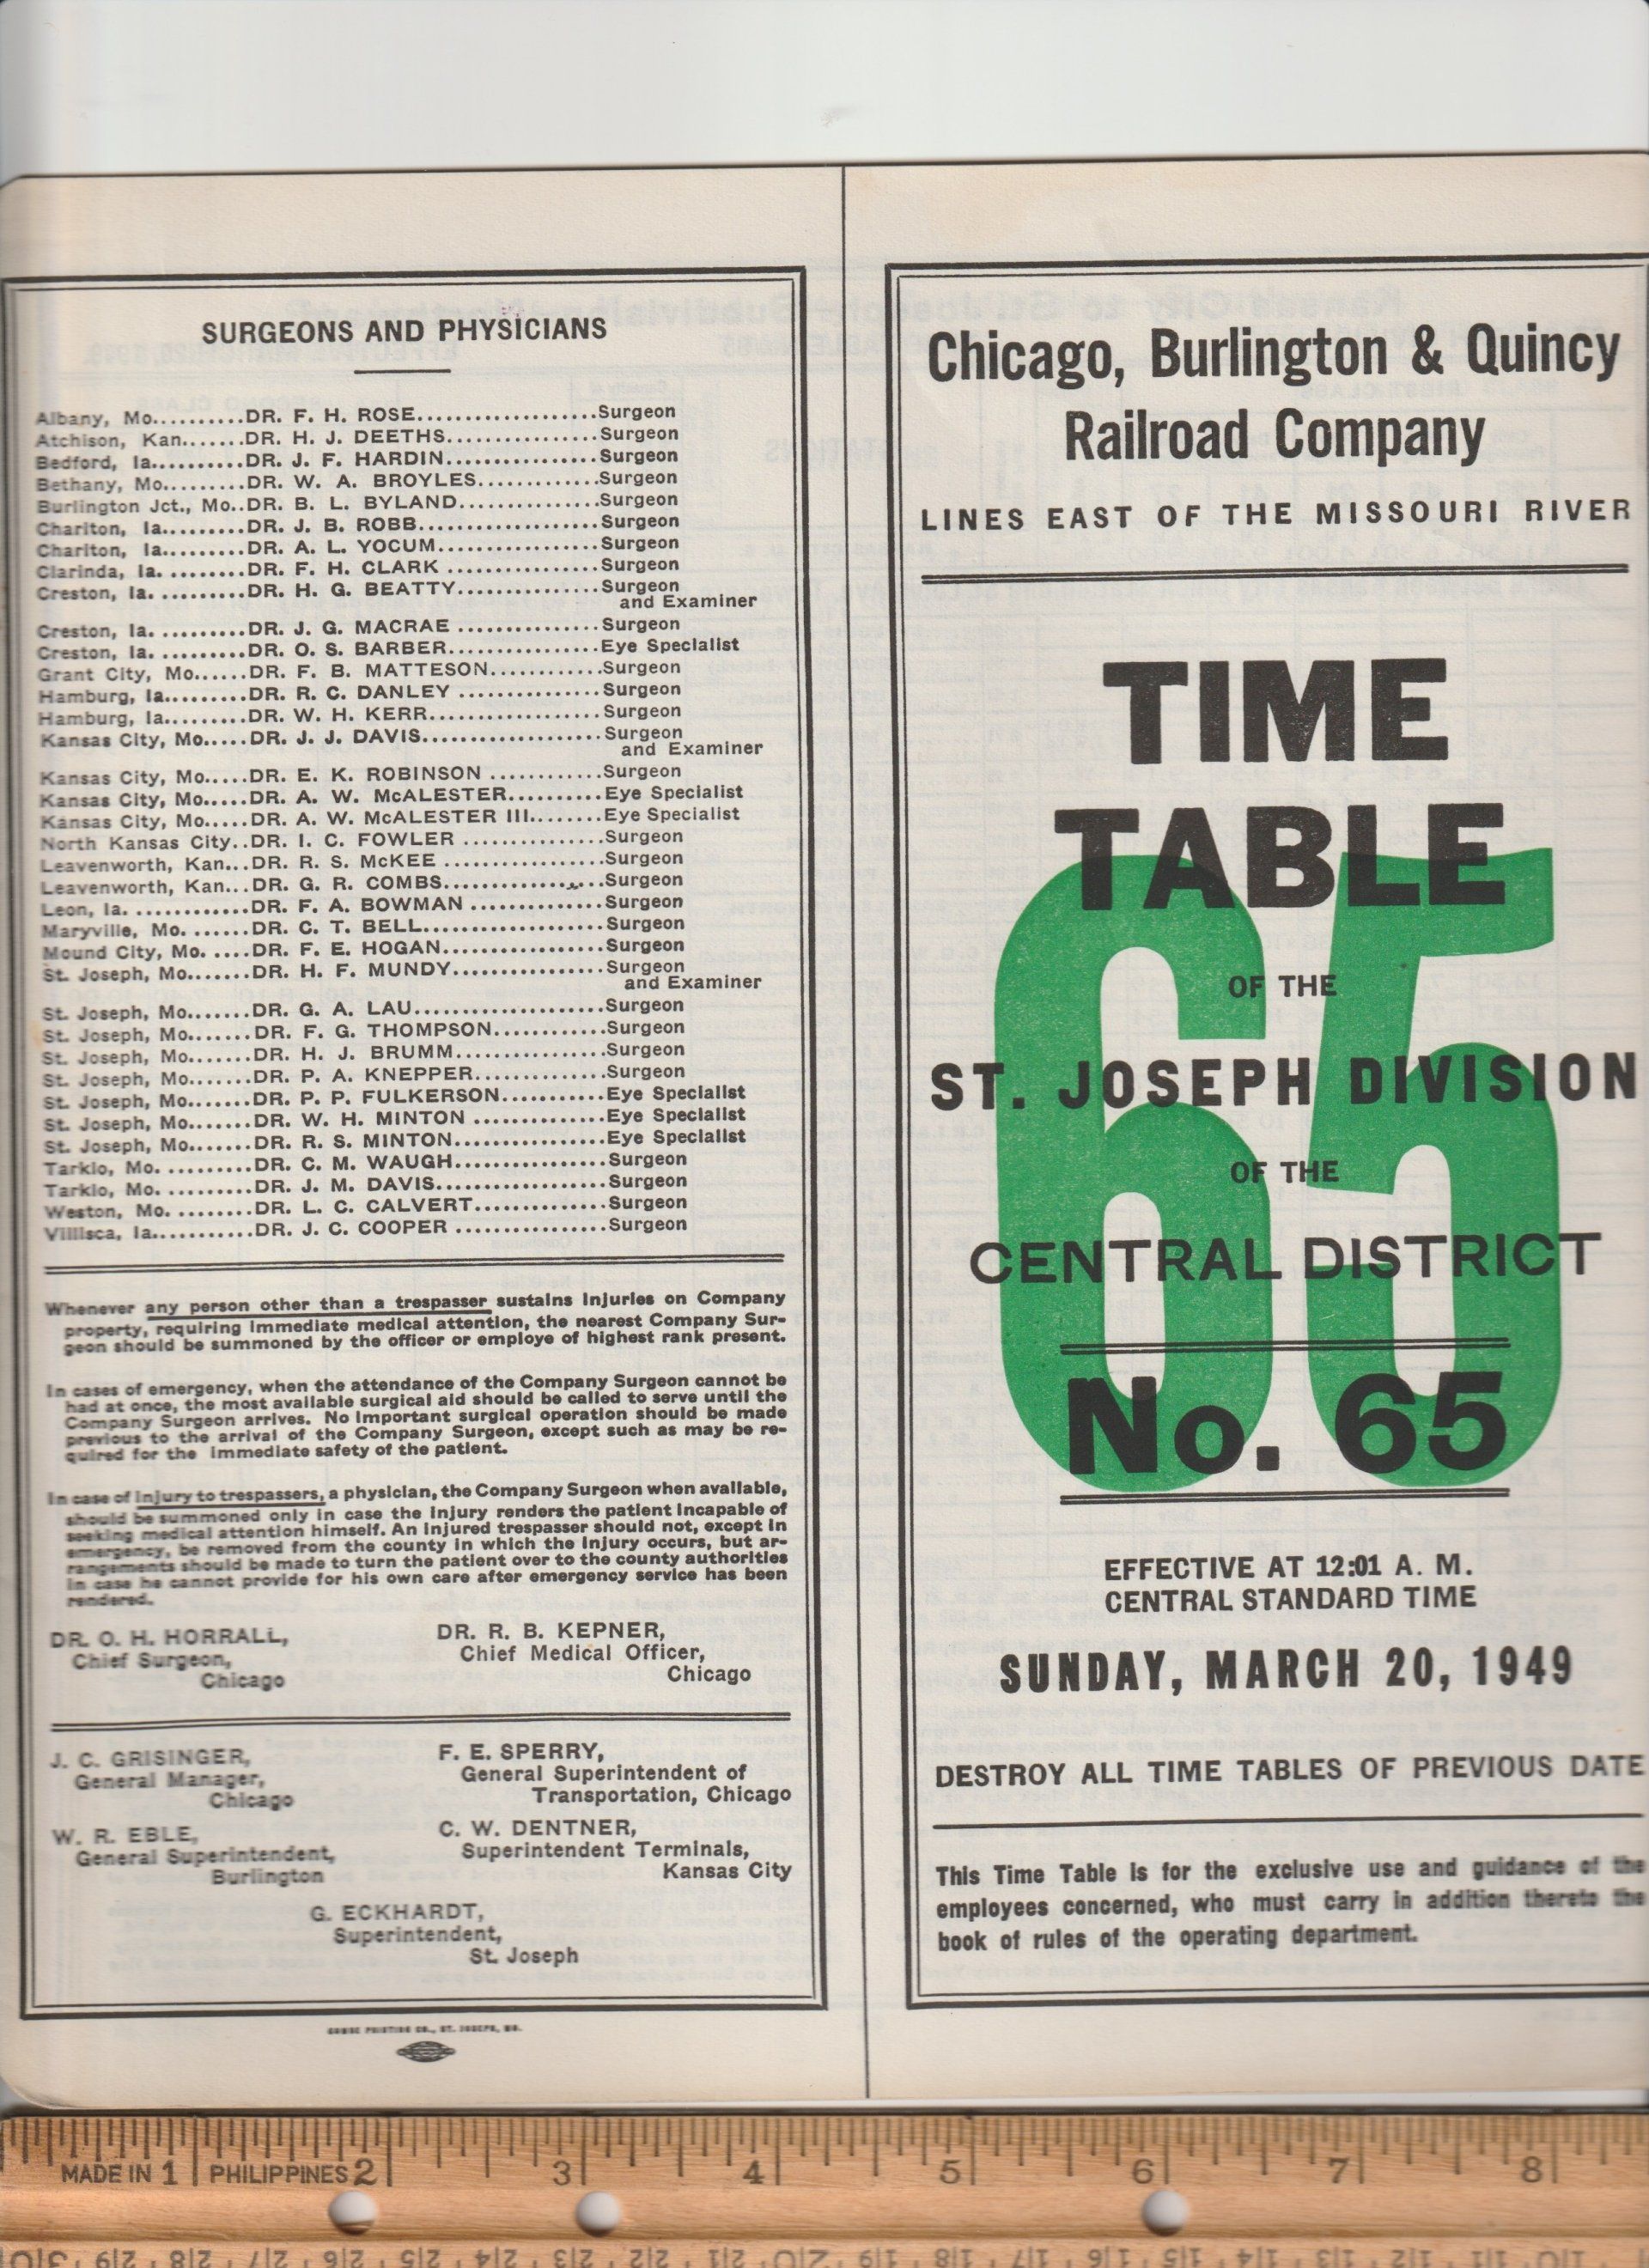 SURGEONS AND PHYSICIANS
Albany, Mo..........DR. F. H. ROSE...................Surgeon
Atchison, Kan.......DR. H. J. DEETHS................Surgeon
Bedford, Ia..........DR. J. F. HARDIN................Surgeon
Bethany, Mo.........DR. W. A. BROYLES.............Surgeon
Burlington Jct., Mo..DR. B. L. BYLAND...............Surgeon
Chariton, Ia.........DR. J. B. ROBB...................Surgeon
Chariton, Ia.........DR. A. L. YOCUM.................Surgeon
Clarinda, Ia. .........DR. F. H. CLARK ................Surgeon
Creston, Ia. ..........DR. H. G. BEATTY...............Surgeon
and Examiner
Creston, Ia. ..........DR. J. G. MACRAE ...............Surgeon
Creston, Ia. ..........DR. O. S. BARBER................Eye Specialist
Grant City, Mo......DR. F. B. MATTESON............Surgeon
Hamburg, Ia.........DR. R. C. DANLEY ...............Surgeon
Hamburg, Ia.........DR. W. H. KERR..................Surgeon
Kansas City, Mo.....DR. J. J. DAVIS...................Surgeon
and Examiner
Kansas City, Mo.....DR. E. K. ROBINSON ............Surgeon
Kansas City, Mo.....DR. A. W. McALESTER..........Eye Specialist
Kansas City, Mo.....DR. A. W. McALESTER III........Eye Specialist
North Kansas City..DR. I. C. FOWLER ...............Surgeon
Leavenworth, Kan...DR. R. S. McKEE .................Surgeon
Leavenworth, Kan...DR. G. R. COMBS.................Surgeon
Leon, Ia. ............DR. F. A. BOWMAN ..............Surgeon
Maryville, Mo. .......DR. C. T. BELL...................Surgeon
Mound City, Mo. ....DR. F. E. HOGAN.................Surgeon
St. Joseph, Mo.......DR. H. F. MUNDY................Surgeon
and Examiner
St. Joseph, Mo.......DR. G. A. LAU....................Surgeon
St. Joseph, Mo.......DR. F. G. THOMPSON............Surgeon
St. Joseph, Mo.......DR. H. J. BRUMM................Surgeon
St. Joseph, Mo.......DR. P. A. KNEPPER..............Surgeon
St. Joseph, Mo.......DR. P. P. FULKERSON...........Eye Specialist
St. Joseph, Mo.......DR. W. H. MINTON ..............Eye Specialist
St. Joseph, Mo.......DR. R. S. MINTON................Eye Specialist
Tarkio, Mo. ..........DR. C. M. WAUGH................Surgeon
Tarkio, Mo. ..........DR. J. M. DAVIS..................Surgeon
Weston, Mo. ........DR. L. C. CALVERT..............Surgeon
Villisca, Ia...........DR. J. C. COOPER ................Surgeon
Whenever any person other than a trespasser sustains injuries on Company
property, requiring immediate medical attention, the nearest Company Sur-
geon should be summoned by the officer or employe of highest rank present.
In cases of emergency, when the attendance of the Company Surgeon cannot be
had at once, the most available surgical aid should be called to serve until the
Company Surgeon arrives. No important surgical operation should be made
previous to the arrival of the Company Surgeon, except such as may be re-
quired for the immediate safety of the patient.
In case of injury to trespassers, a physician, the Company Surgeon when available,
should be summoned only in case the injury renders the patient incapable of
seeking medical attention himself. An injured trespasser should not, except in
emergency, be removed from the county in which the injury occurs, but ar-
rangements should be made to turn the patient over to the county authorities
in case he cannot provide for his own care after emergency service has been
rendered.
DR. O. H. HORRALL,
Chief Surgeon,
Chicago
DR. R. B. KEPNER,
Chief Medical Officer,
Chicago
J. C. GRISINGER,
General Manager,
Chicago
F. E. SPERRY,
General Superintendent of
Transportation, Chicago
W. R. EBLE,
General Superintendent,
Burlington
C. W. DENTNER,
Superintendent Terminals,
Kansas City
G. ECKHARDT,
Superintendent,
St. Joseph
PRINTING CO., ST. JOSEPH, MO.
Chicago, Burlington & Quincy
Railroad Company
LINES EAST OF THE MISSOURI RIVER
TIME
TABLE
65
OF THE
ST. JOSEPH DIVISION
OF THE
CENTRAL DISTRICT
No. 65
EFFECTIVE AT 12:01 A. M.
CENTRAL STANDARD TIME
SUNDAY, MARCH 20, 1949
DESTROY ALL TIME TABLES OF PREVIOUS DATE
This Time Table is for the exclusive use and guidance of the
employees concerned, who must carry in addition thereto the
book of rules of the operating department.
MADE IN 1 PHILIPPINES 2 3 4 5 6 7 8